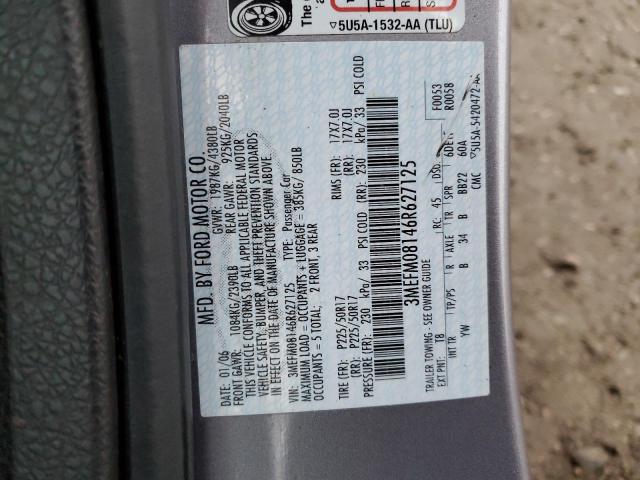 The
5U5A-1532-AA (TLU)
MFD. BY FORD MOTOR CO.
DATE: 01/06 GVWR: 1987KG/4380LB
FRONT GAWR: 1084KG/2390LB REAR GAWR: 925KG/2040LB
THIS VEHICLE CONFORMS TO ALL APPLICABLE FEDERAL MOTOR
VEHICLE SAFETY, BUMPER, AND THEFT PREVENTION STANDARDS
IN EFFECT ON THE DATE OF MANUFACTURE SHOWN ABOVE.
VIN: 3MEFM08146R627125 TYPE: Passenger Car
MAXIMUM LOAD = OCCUPANTS + LUGGAGE = 385KG/ 850LB
OCCUPANTS = 5 TOTAL; 2 FRONT, 3 REAR
TIRE (FR): P225/50R17 RIMS (FR): 17X7.0J
(RR): P225/50R17 (RR): 17X7.0J
PRESSURE (FR): 230 kPa/ 33 PSI COLD (RR): 230 kPa/ 33 PSI COLD
3MEFM08146R627125
TRAILER TOWING - SEE OWNER GUIDE F0053
EXT PNT: T8 RC: 45 DSO: R0058
INT TR TP/PS R AXLE TR SPR
YW B 34 B BB22 60A
CMC 5U5A-5420472-AA